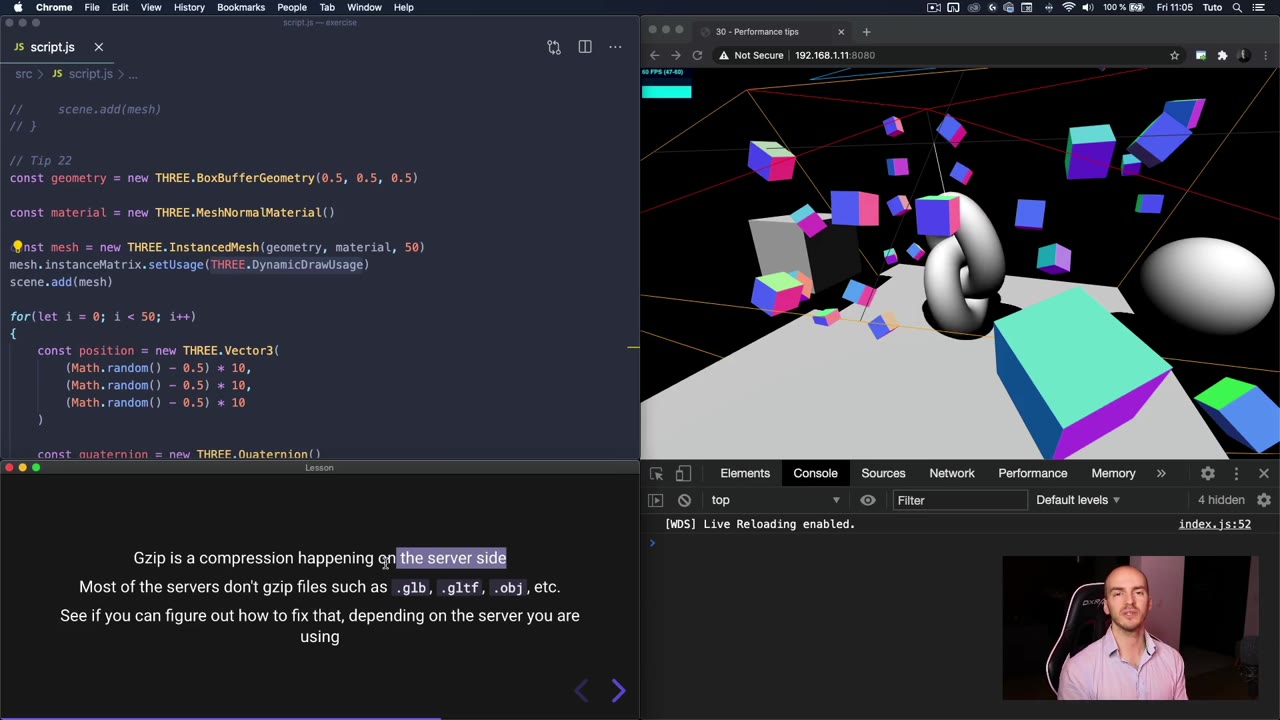 Chrome File Edit View History Bookmarks People Tab Window Help
100 % Fri 11:05 Tuto
script.js — exercise
JS script.js ×
src > JS script.js > ...
//     scene.add(mesh)
// }
// Tip 22
const geometry = new THREE.BoxBufferGeometry(0.5, 0.5, 0.5)
const material = new THREE.MeshNormalMaterial()
nst mesh = new THREE.InstancedMesh(geometry, material, 50)
mesh.instanceMatrix.setUsage(THREE.DynamicDrawUsage)
scene.add(mesh)
for(let i = 0; i < 50; i++)
{
    const position = new THREE.Vector3(
        (Math.random() - 0.5) * 10,
        (Math.random() - 0.5) * 10,
        (Math.random() - 0.5) * 10
    )
    const quaternion = new THREE.Quaternion()
30 - Performance tips
Not Secure | 192.168.1.11:8080
60 FPS (47-60)
Lesson
Gzip is a compression happening on the server side
Most of the servers don't gzip files such as .glb, .gltf, .obj, etc.
See if you can figure out how to fix that, depending on the server you are
using
Elements Console Sources Network Performance Memory »
top Filter Default levels 4 hidden
[WDS] Live Reloading enabled. index.js:52